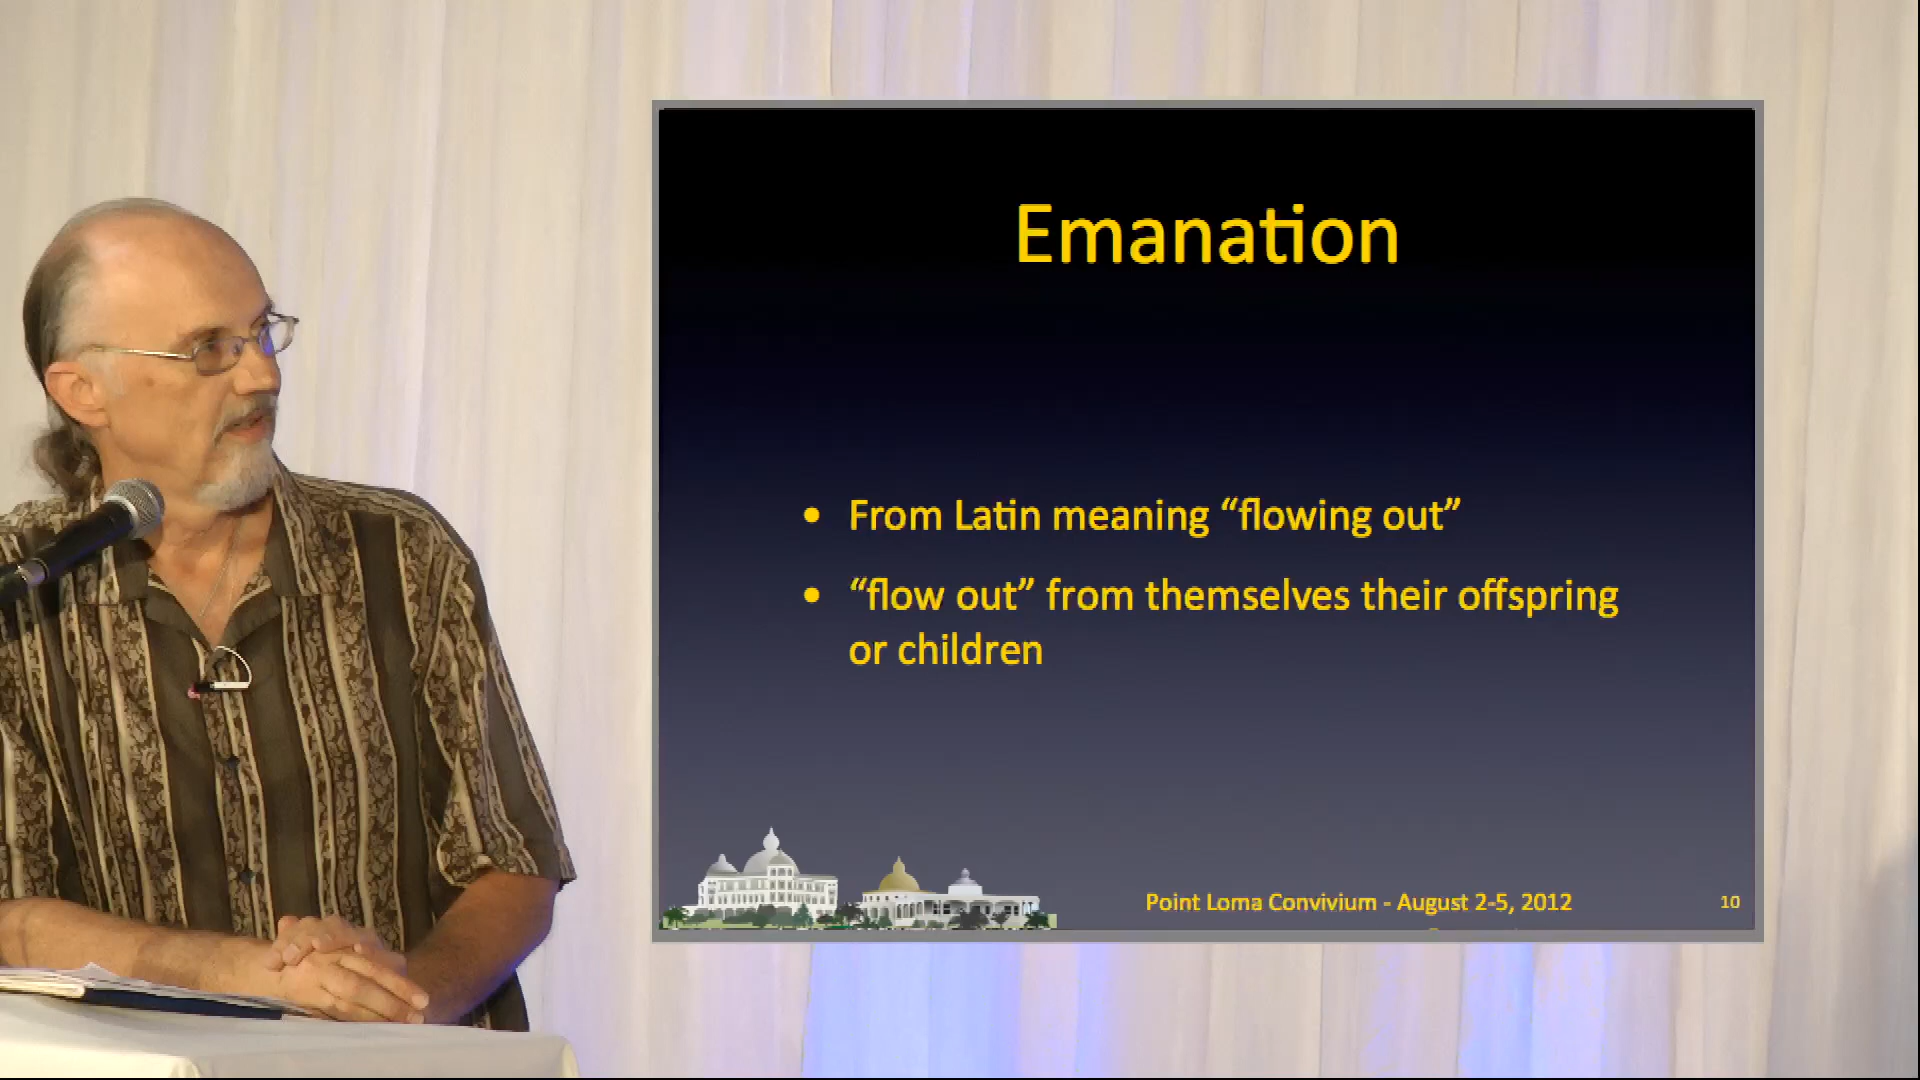 Emanation
• From Latin meaning “flowing out”
• “flow out” from themselves their offspring
or children
Point Loma Convivium - August 2-5, 2012
10